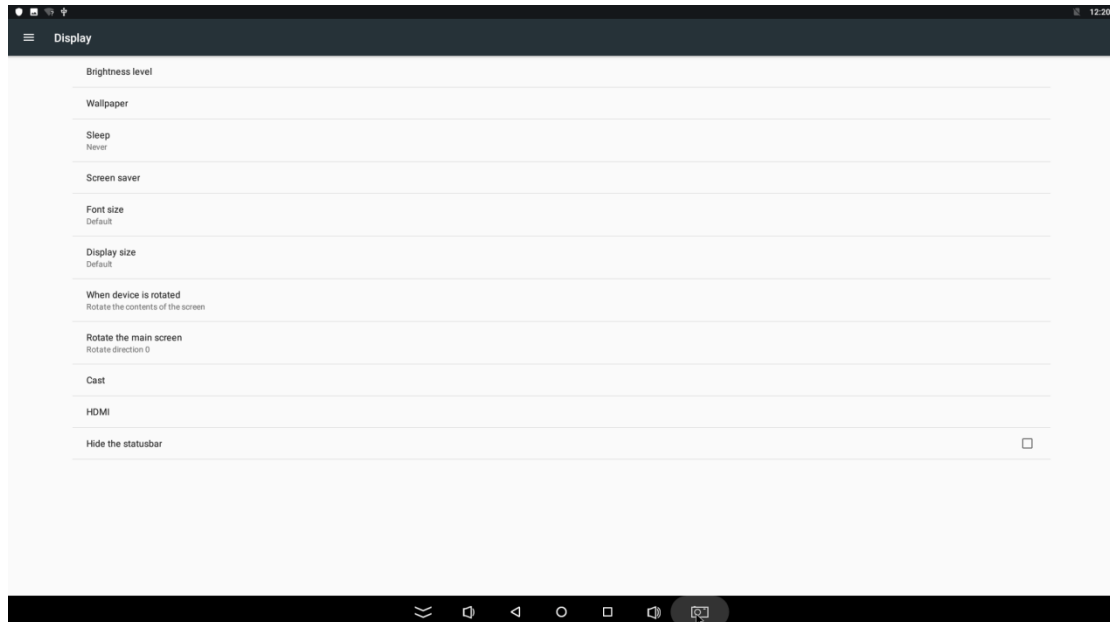 12:20
Display
Brightness level
Wallpaper
Sleep
Never
Screen saver
Font size
Default
Display size
Default
When device is rotated
Rotate the contents of the screen
Rotate the main screen
Rotate direction 0
Cast
HDMI
Hide the statusbar